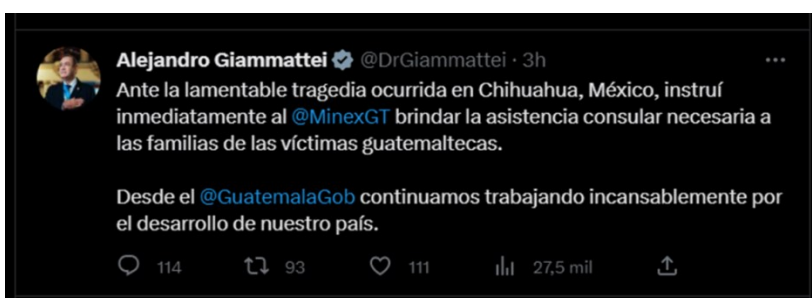 Alejandro Giammattei @DrGiammattei · 3h
Ante la lamentable tragedia ocurrida en Chihuahua, México, instruí
inmediatamente al @MinexGT brindar la asistencia consular necesaria a
las familias de las víctimas guatemaltecas.
Desde el @GuatemalaGob continuamos trabajando incansablemente por
el desarrollo de nuestro país.
114 93 111 27,5 mil